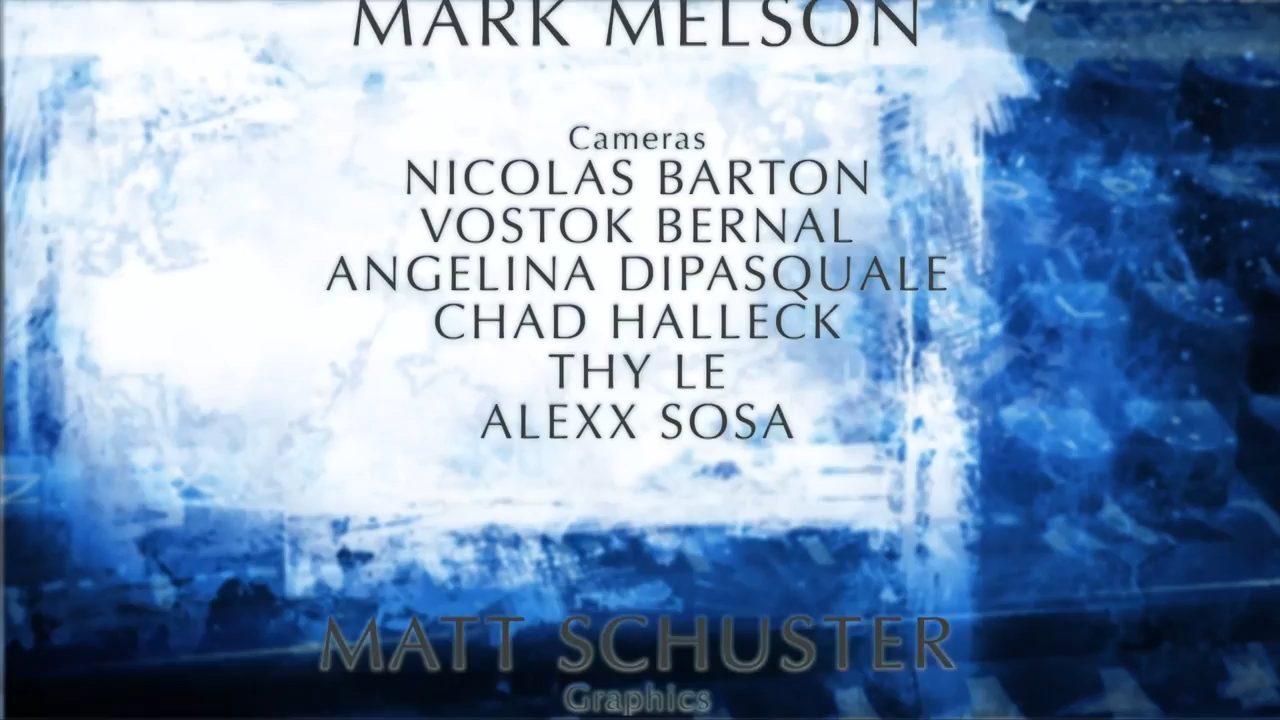 MARK MELSON
Cameras
NICOLAS BARTON
VOSTOK BERNAL
ANGELINA DIPASQUALE
CHAD HALLECK
THY LE
ALEXX SOSA
MATT SCHUSTER
Graphics